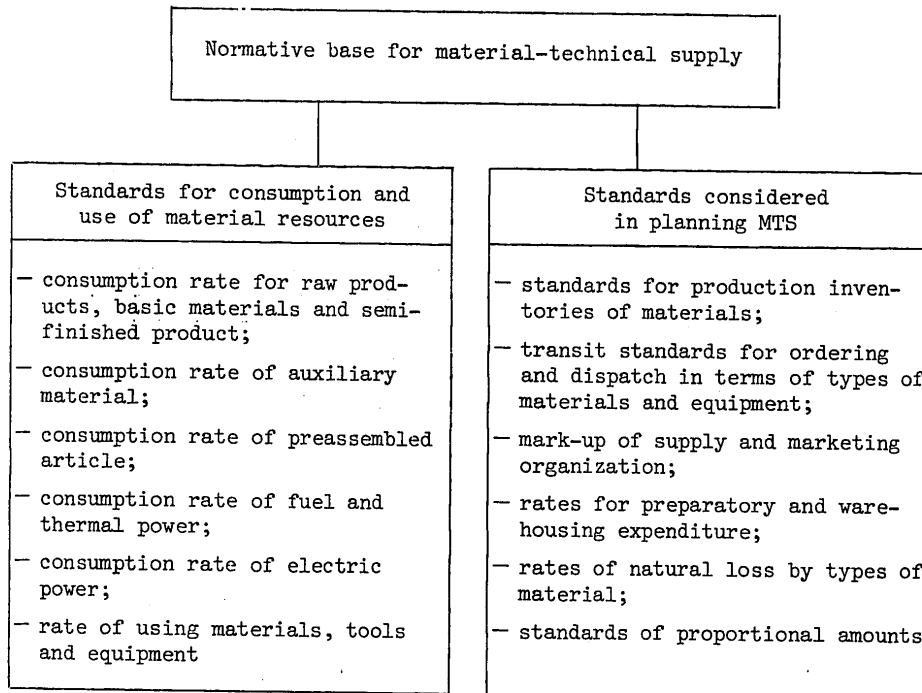 Normative base for material-technical supply
Standards for consumption and
use of material resources
— consumption rate for raw prod-
ucts, basic materials and semi-
finished product;
— consumption rate of auxiliary
material;
— consumption rate of preassembled
article;
— consumption rate of fuel and
thermal power;
— consumption rate of electric
power;
— rate of using materials, tools
and equipment
Standards considered
in planning MTS
— standards for production inven-
tories of materials;
— transit standards for ordering
and dispatch in terms of types of
materials and equipment;
— mark-up of supply and marketing
organization;
— rates for preparatory and ware-
housing expenditure;
— rates of natural loss by types of
material;
— standards of proportional amounts